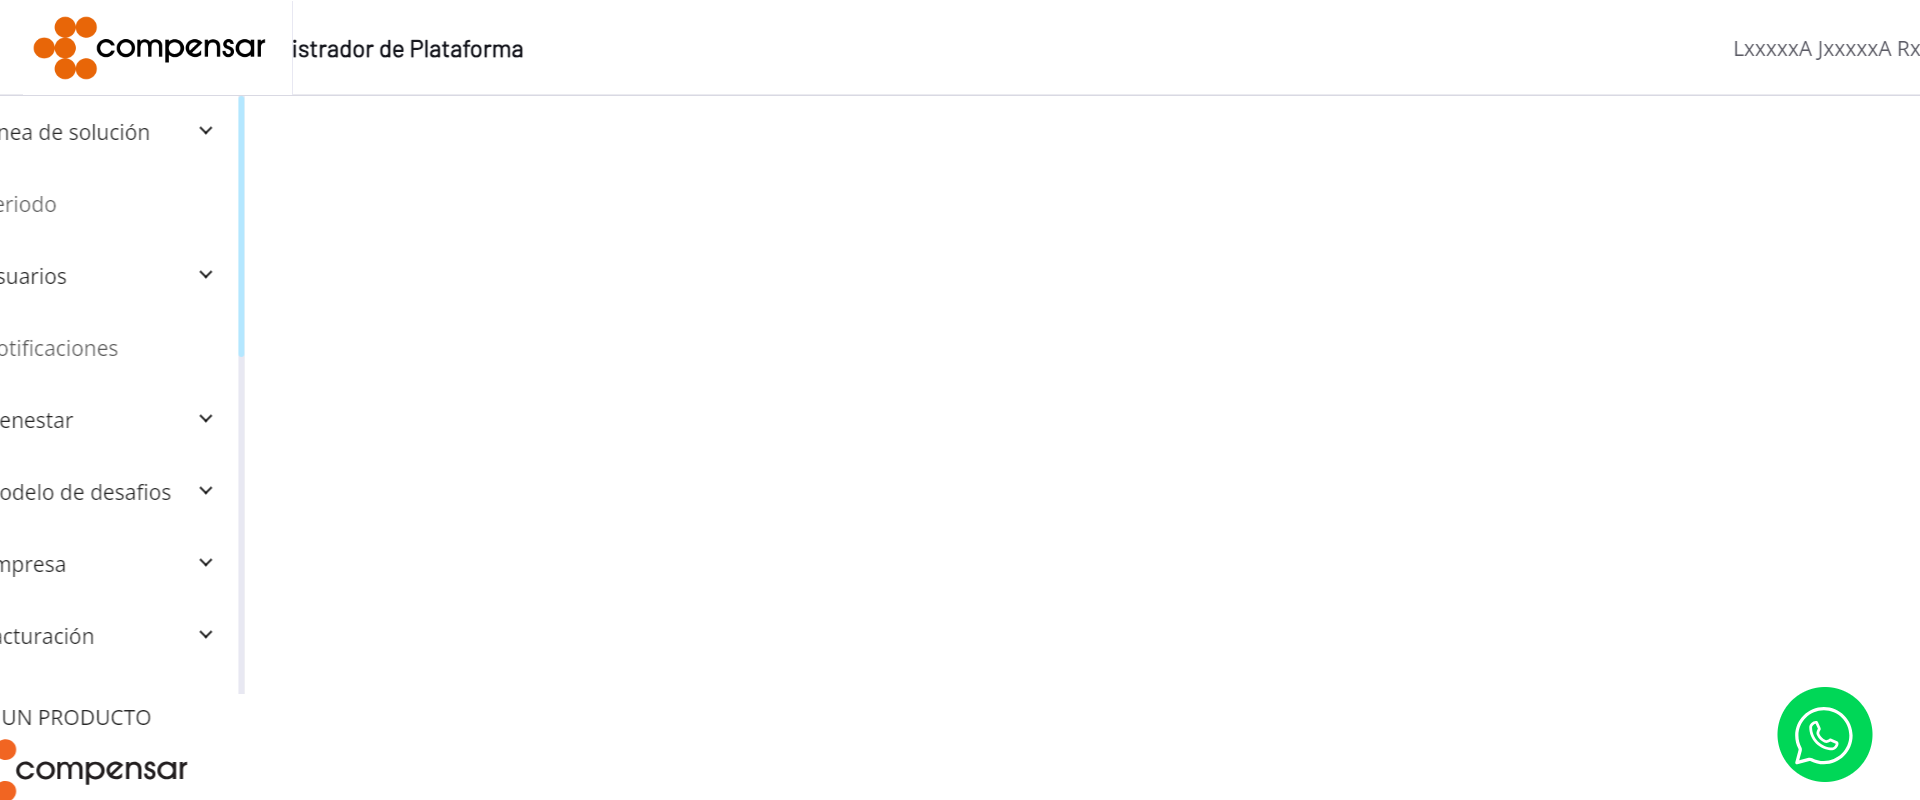 compensar
istrador de Plataforma
LxxxxxA JxxxxxA Rx
nea de solución
eriodo
suarios
otificaciones
enestar
odelo de desafios
mpresa
cturación
UN PRODUCTO
compensar